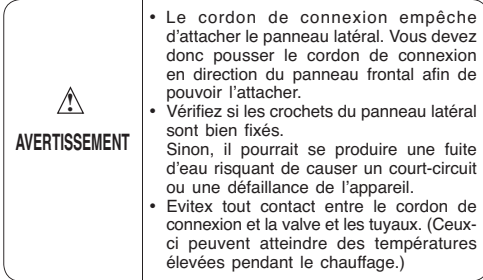 AVERTISSEMENT
• Le cordon de connexion empêche
d'attacher le panneau latéral. Vous devez
donc pousser le cordon de connexion
en direction du panneau frontal afin de
pouvoir l'attacher.
• Vérifiez si les crochets du panneau latéral
sont bien fixés.
Sinon, il pourrait se produire une fuite
d'eau risquant de causer un court-circuit
ou une défaillance de l'appareil.
• Evitex tout contact entre le cordon de
connexion et la valve et les tuyaux. (Ceux-
ci peuvent atteindre des températures
élevées pendant le chauffage.)